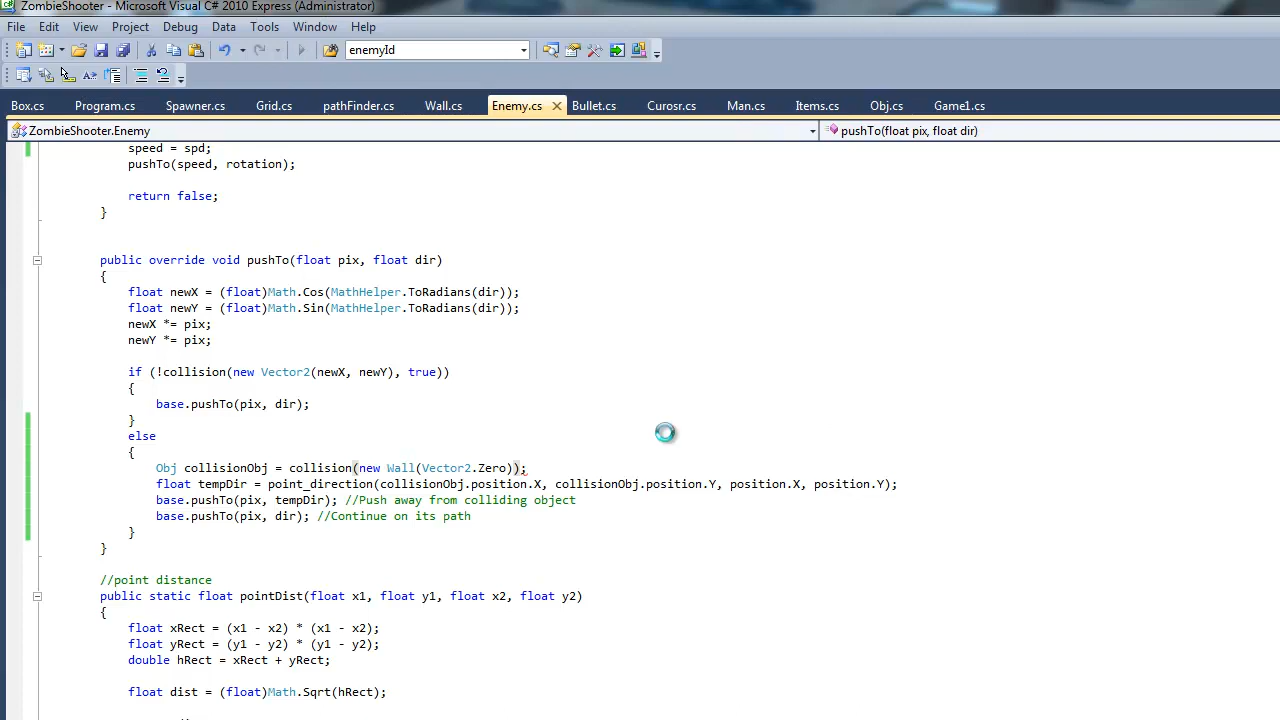 ZombieShooter - Microsoft Visual C# 2010 Express (Administrator)
File Edit View Project Debug Data Tools Window Help
enemyId
Box.cs Program.cs Spawner.cs Grid.cs pathFinder.cs Wall.cs Enemy.cs Bullet.cs Curosr.cs Man.cs Items.cs Obj.cs Game1.cs
ZombieShooter.Enemy pushTo(float pix, float dir)
speed = spd;
pushTo(speed, rotation);
return false;
}
public override void pushTo(float pix, float dir)
{
float newX = (float)Math.Cos(MathHelper.ToRadians(dir));
float newY = (float)Math.Sin(MathHelper.ToRadians(dir));
newX *= pix;
newY *= pix;
if (!collision(new Vector2(newX, newY), true))
{
base.pushTo(pix, dir);
}
else
{
Obj collisionObj = collision(new Wall(Vector2.Zero));
float tempDir = point_direction(collisionObj.position.X, collisionObj.position.Y, position.X, position.Y);
base.pushTo(pix, tempDir); //Push away from colliding object
base.pushTo(pix, dir); //Continue on its path
}
}
//point distance
public static float pointDist(float x1, float y1, float x2, float y2)
{
float xRect = (x1 - x2) * (x1 - x2);
float yRect = (y1 - y2) * (y1 - y2);
double hRect = xRect + yRect;
float dist = (float)Math.Sqrt(hRect);